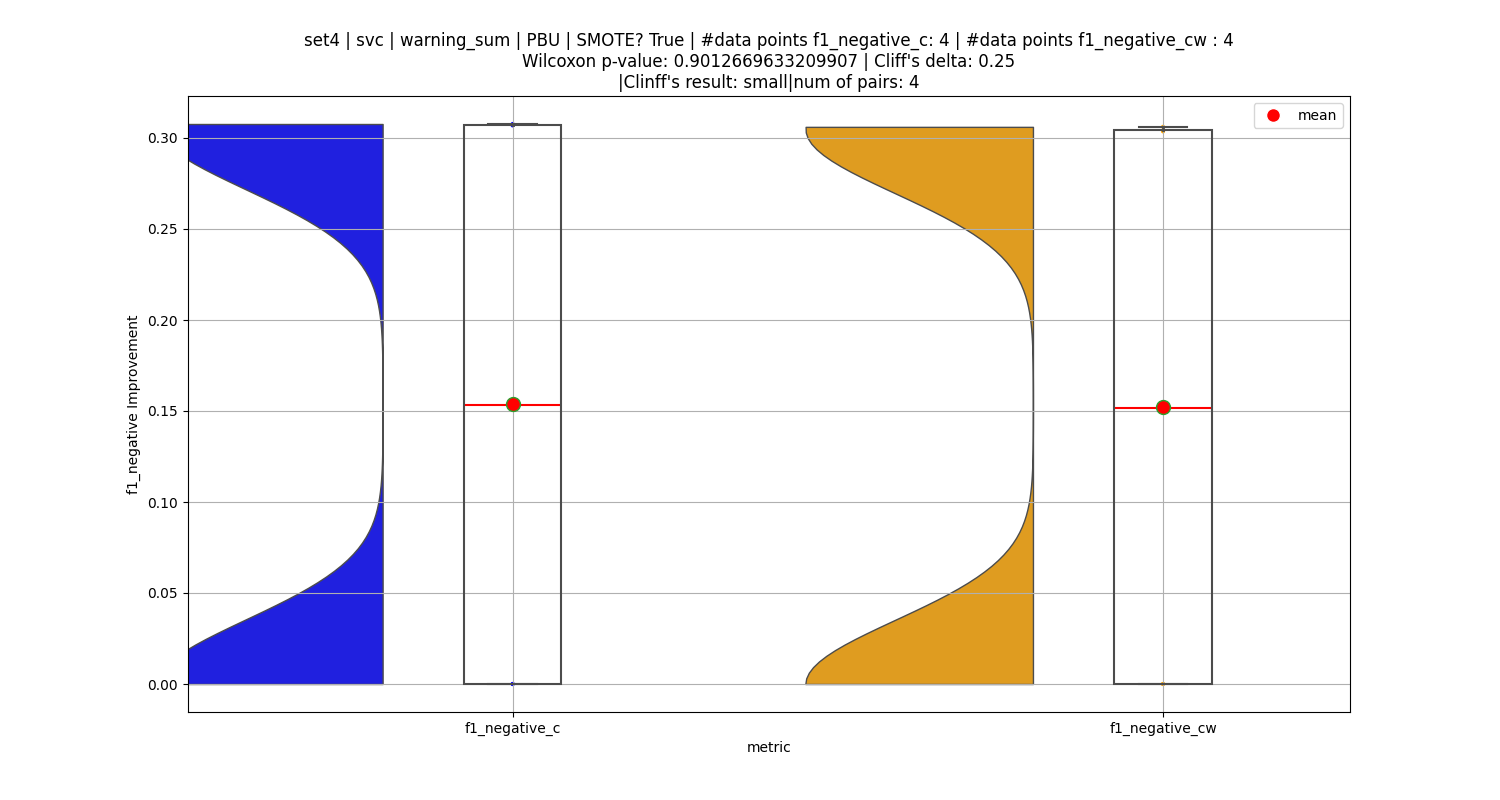 set4 | svc | warning_sum | PBU | SMOTE? True | #data points f1_negative_c: 4 | #data points f1_negative_cw : 4
Wilcoxon p-value: 0.9012669633209907 | Cliff's delta: 0.25
|Clinff's result: small|num of pairs: 4
mean
0.30
0.25
0.20
0.15
0.10
0.05
0.00
f1_negative Improvement
f1_negative_c
f1_negative_cw
metric